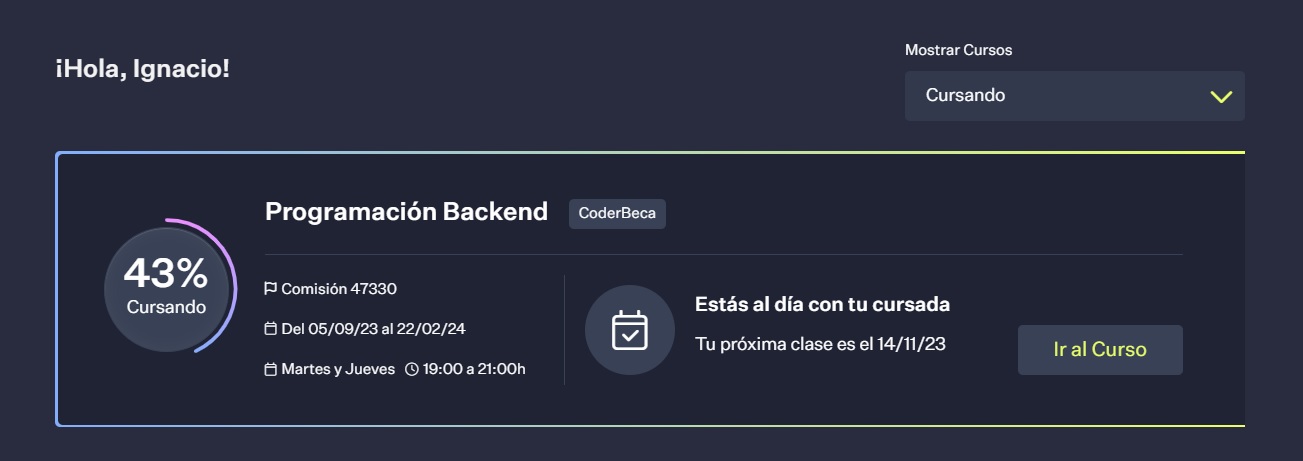 ¡Hola, Ignacio!
Mostrar Cursos
Cursando
Programación Backend
CoderBeca
43%
Cursando
Comisión 47330
Del 05/09/23 al 22/02/24
Martes y Jueves 19:00 a 21:00h
Estás al día con tu cursada
Tu próxima clase es el 14/11/23
Ir al Curso